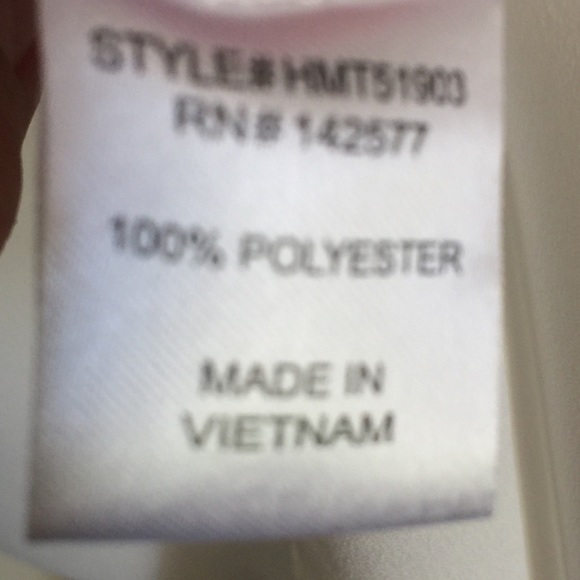 STYLE# HMT51903
RN# 142577
100% POLYESTER
MADE IN
VIETNAM